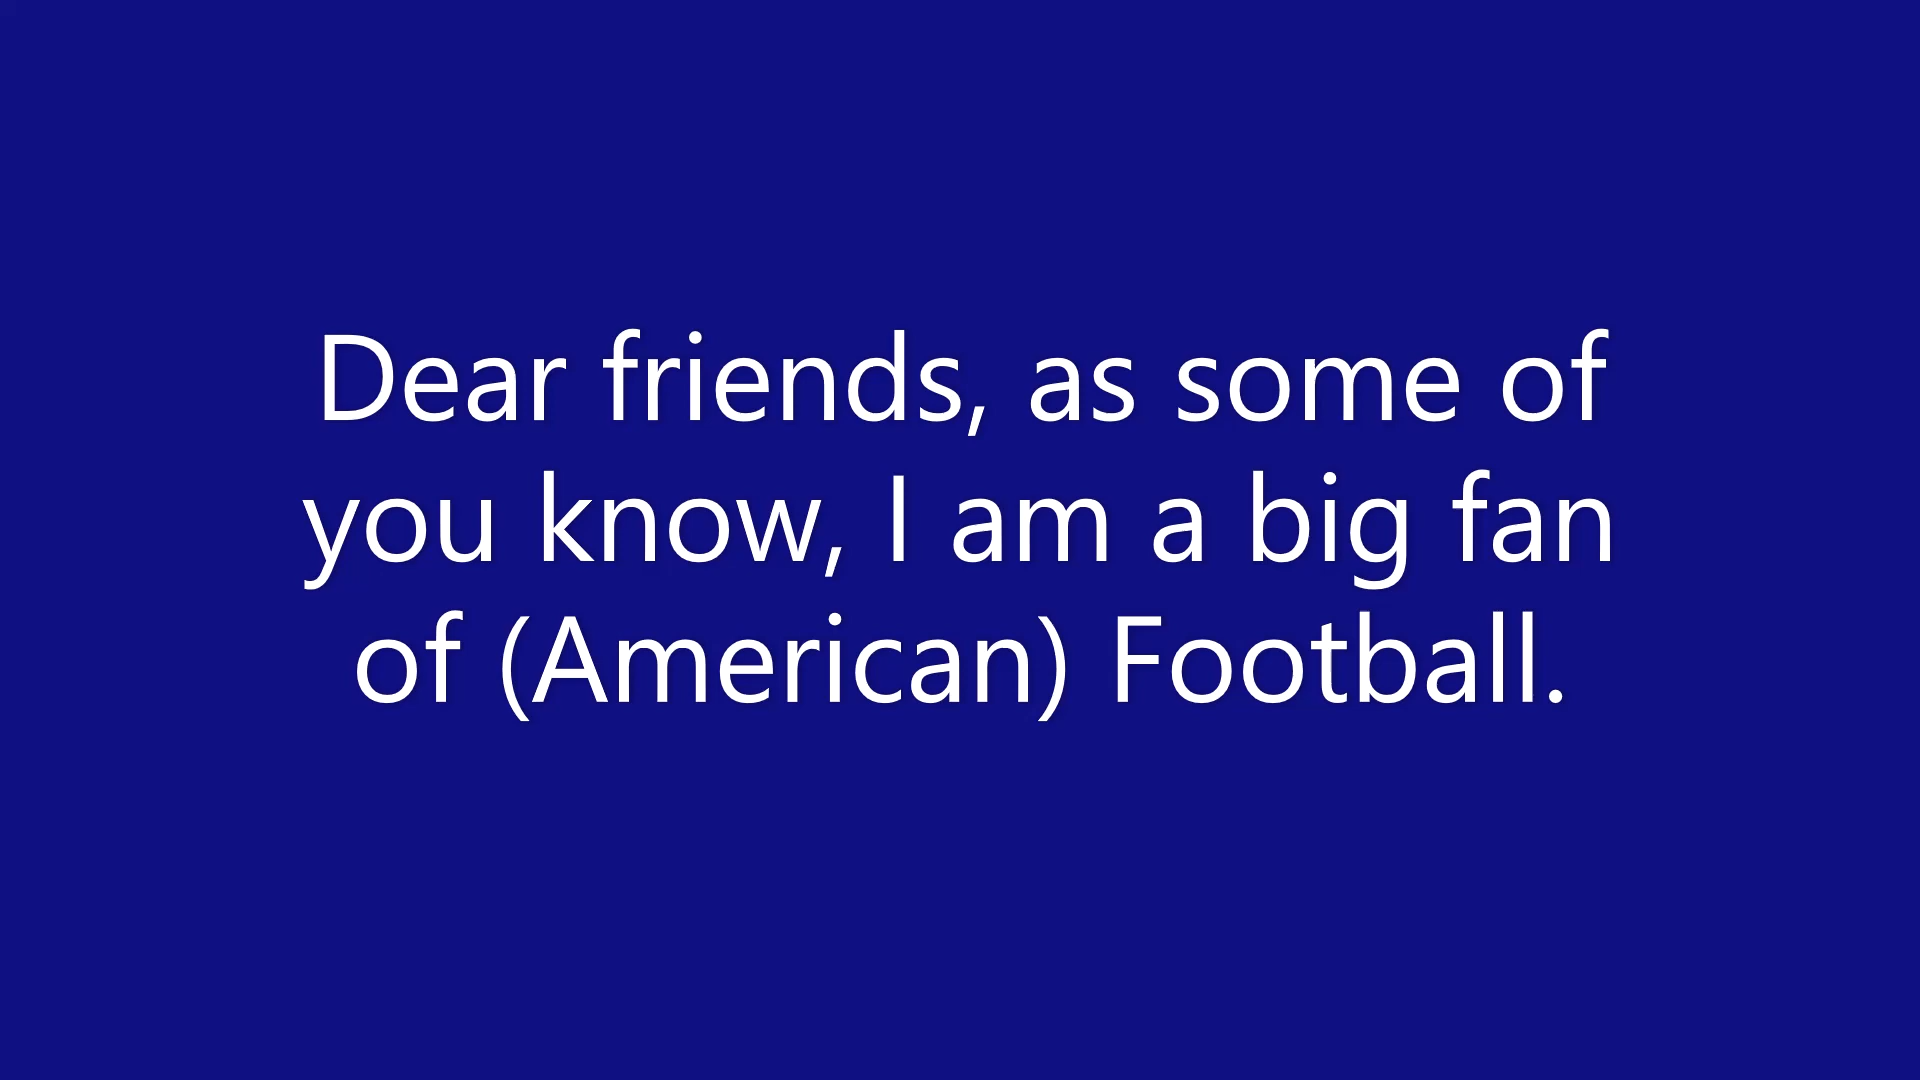 Dear friends, as some of
you know, I am a big fan
of (American) Football.